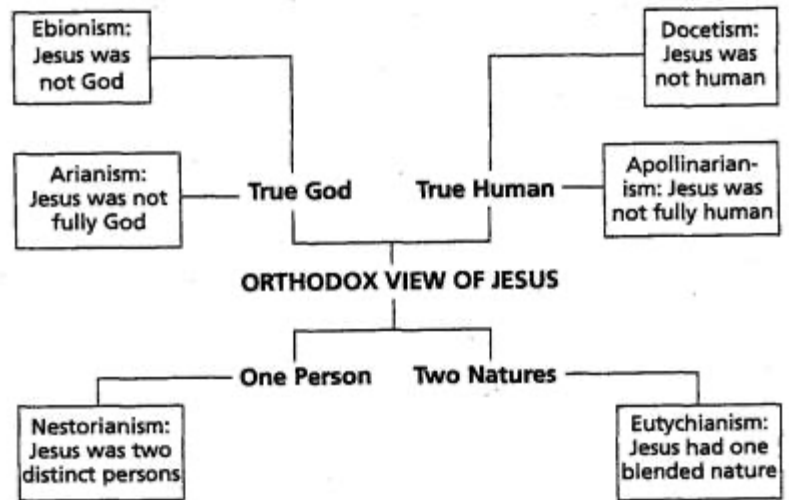 Ebionism:
Jesus was
not God
Docetism:
Jesus was
not human
Arianism:
Jesus was not
fully God
True God
True Human
Apollinarian-
ism: Jesus was
not fully human
ORTHODOX VIEW OF JESUS
One Person
Two Natures
Nestorianism:
Jesus was two
distinct persons
Eutychianism:
Jesus had one
blended nature